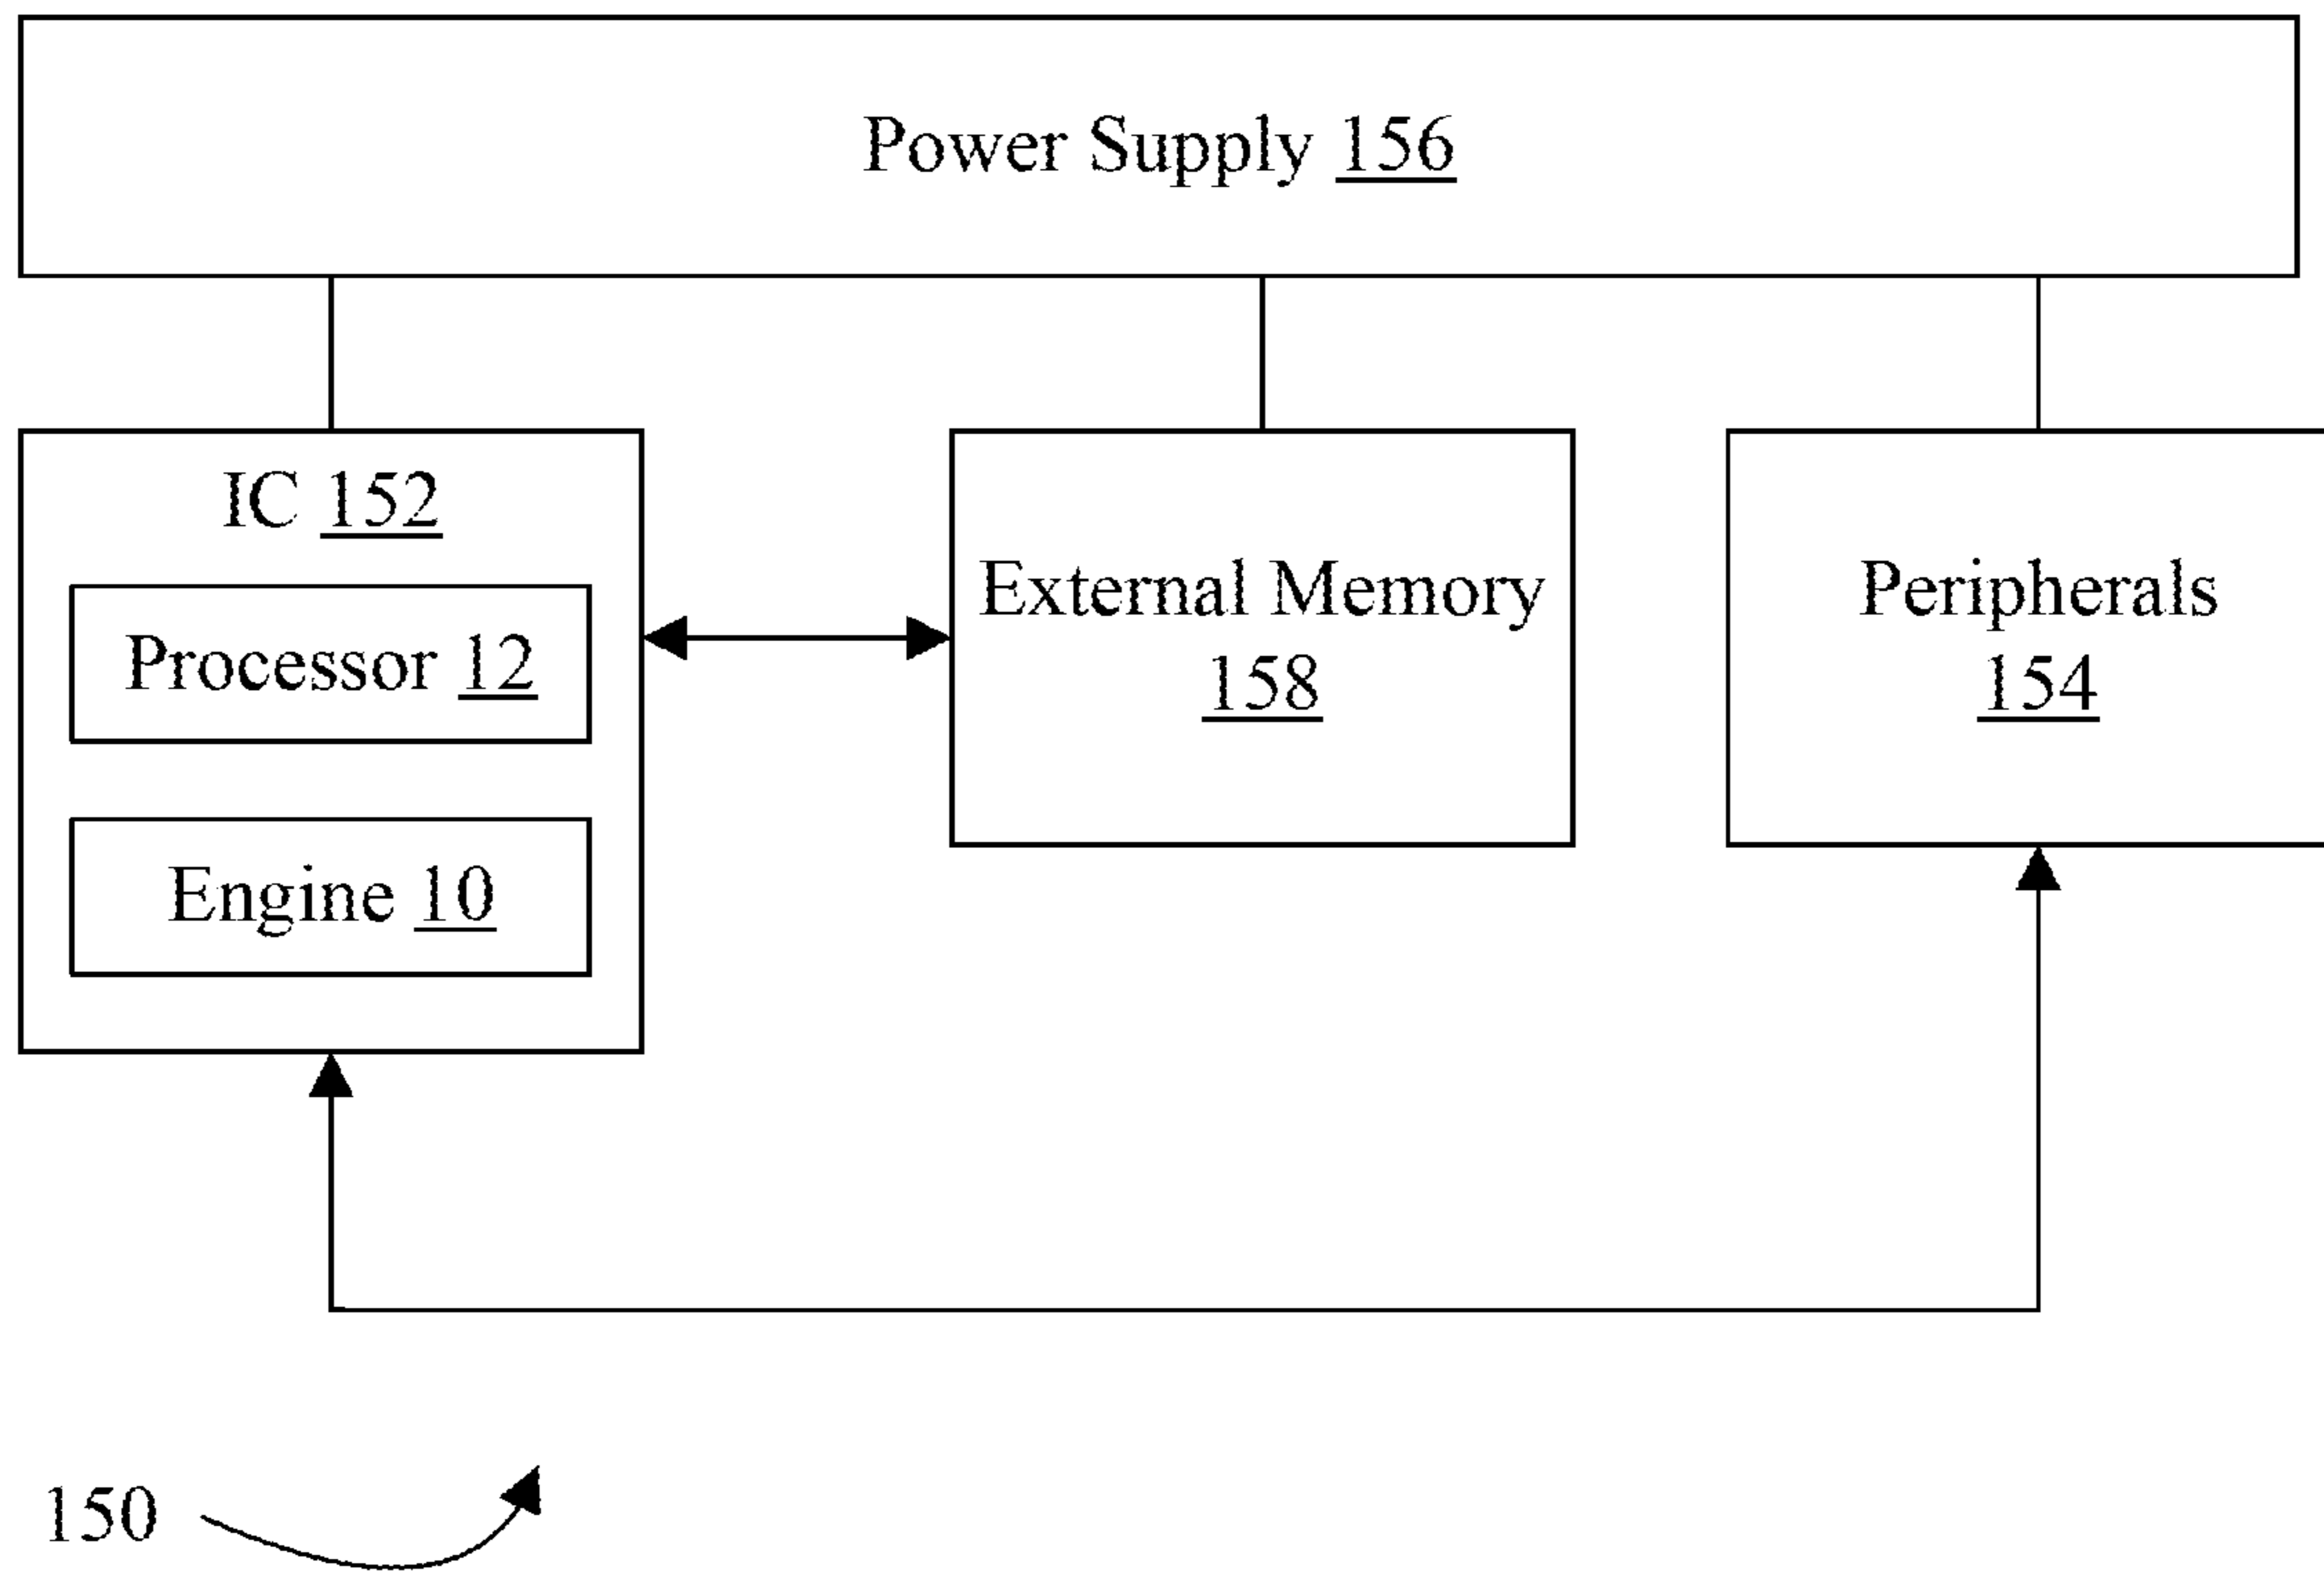 Power Supply 156
IC 152
Processor 12
Engine 10
External Memory
158
Peripherals
154
150